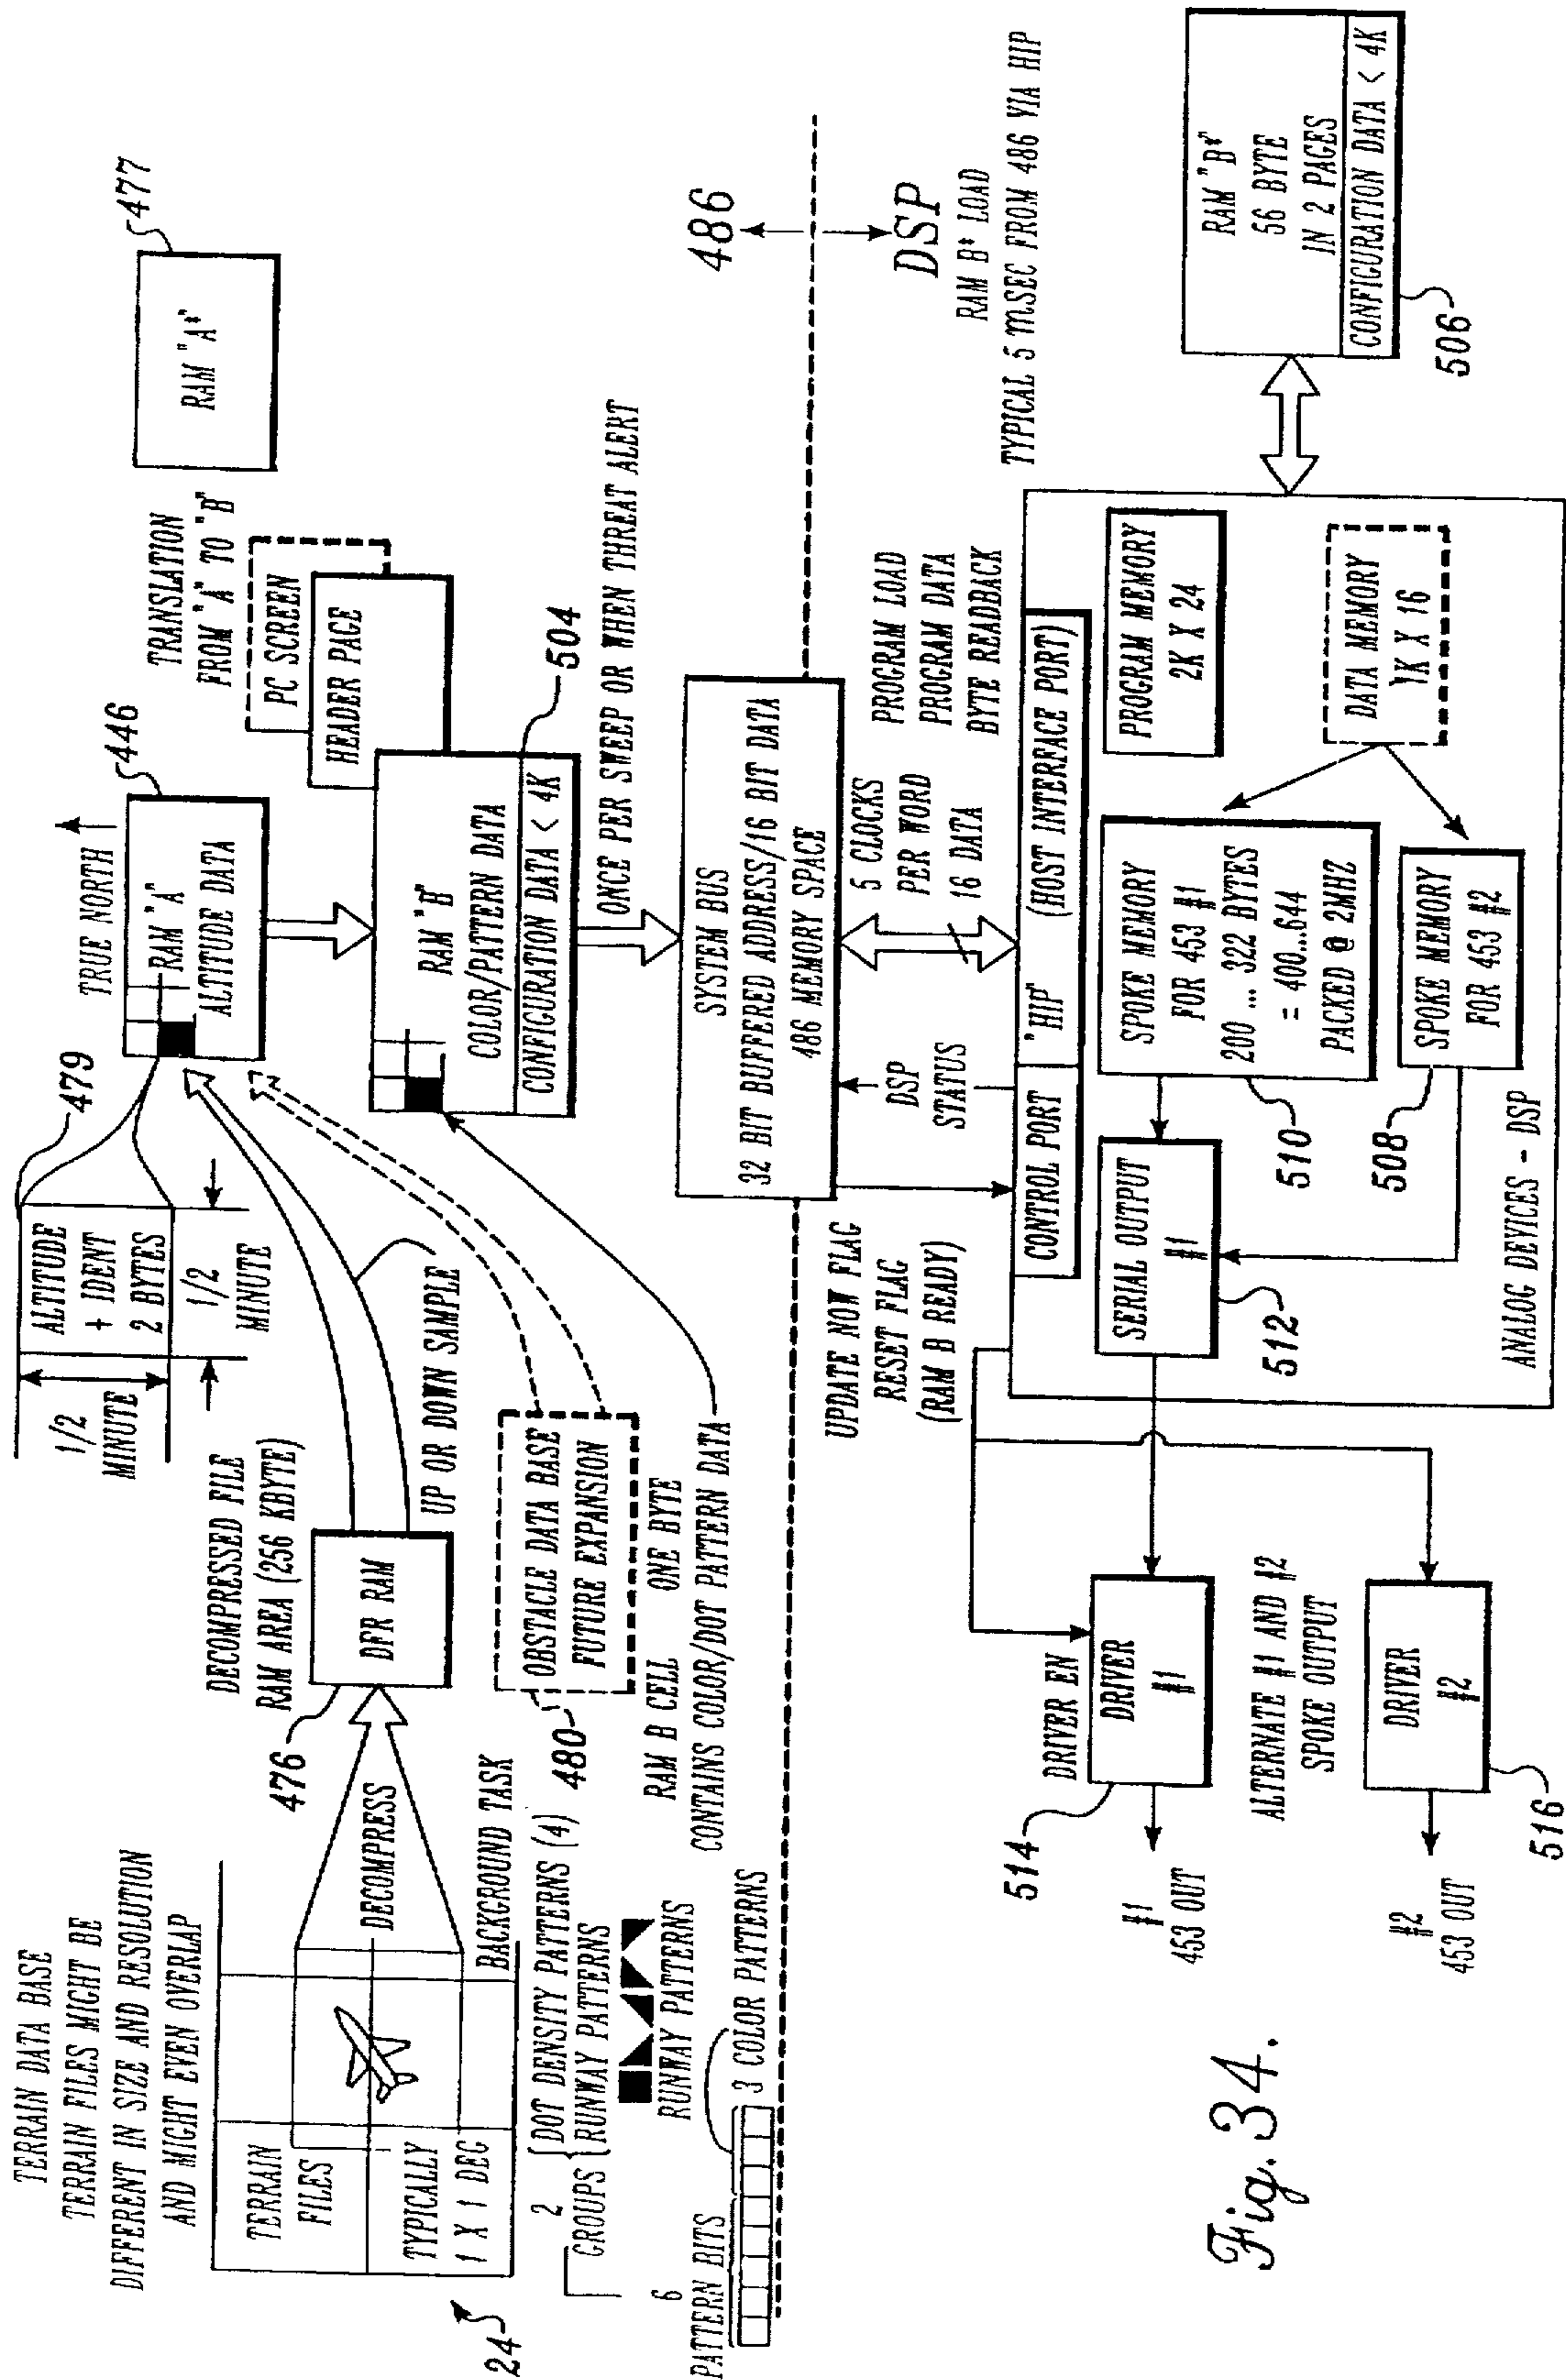 TERRAIN DATA BASE
TERRAIN FILES MIGHT BE
DIFFERENT IN SIZE AND RESOLUTION
AND MIGHT EVEN OVERLAP
TERRAIN
FILES
TYPICALLY
1 X 1 DEG
24
DECOMPRESS
BACKGROUND TASK
2
GROUPS
DOT DENSITY PATTERNS (4)
RUNWAY PATTERNS
RUNWAY PATTERNS
6
PATTERN BITS
3 COLOR PATTERNS
DECOMPRESSED FILE
RAM AREA (256 KBYTE)
476
DFR RAM
UP OR DOWN SAMPLE
480
OBSTACLE DATA BASE
FUTURE EXPANSION
RAM B CELL ONE BYTE
CONTAINS COLOR/DOT PATTERN DATA
1/2
MINUTE
ALTITUDE
+ IDENT
2 BYTES
1/2
MINUTE
479
TRUE NORTH
446
RAM "A"
ALTITUDE DATA
TRANSLATION
FROM "A" TO "B"
PC SCREEN
HEADER PAGE
RAM "A*"
477
RAM "B"
COLOR/PATTERN DATA
CONFIGURATION DATA < 4K
504
ONCE PER SWEEP OR WHEN THREAT ALERT
SYSTEM BUS
32 BIT BUFFERED ADDRESS/16 BIT DATA
486 MEMORY SPACE
486
DSP
RAM B* LOAD
TYPICAL 5 mSEC FROM 486 VIA HIP
UPDATE NOW FLAG
RESET FLAG
(RAM B READY)
DSP
STATUS
5 CLOCKS
PER WORD
16 DATA
PROGRAM LOAD
PROGRAM DATA
BYTE READBACK
CONTROL PORT
"HIP" (HOST INTERFACE PORT)
SERIAL OUTPUT
#1
512
SPOKE MEMORY
FOR 453 #1
200 ... 322 BYTES
= 400...644
PACKED @ 2MHZ
510
PROGRAM MEMORY
2K X 24
DATA MEMORY
1K X 16
SPOKE MEMORY
FOR 453 #2
508
ANALOG DEVICES - DSP
RAM "B*"
56 BYTE
IN 2 PAGES
CONFIGURATION DATA < 4K
506
DRIVER EN
DRIVER
#1
514
#1
453 OUT
ALTERNATE #1 AND #2
SPOKE OUTPUT
DRIVER
#2
516
#2
453 OUT
Fig. 34.